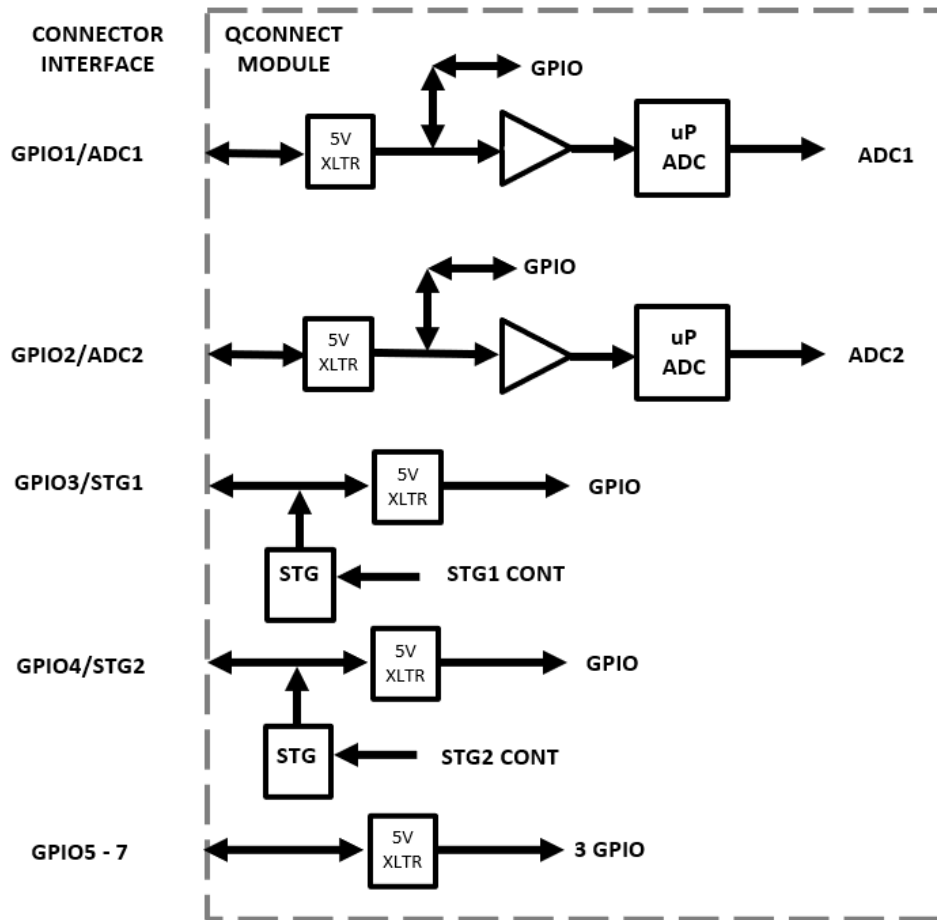 CONNECTOR
INTERFACE
QCONNECT
MODULE
GPIO
GPIO1/ADC1
5V
XLTR
uP
ADC
ADC1
GPIO
GPIO2/ADC2
5V
XLTR
uP
ADC
ADC2
GPIO3/STG1
5V
XLTR
GPIO
STG
STG1 CONT
GPIO4/STG2
5V
XLTR
GPIO
STG
STG2 CONT
GPIO5 - 7
5V
XLTR
3 GPIO